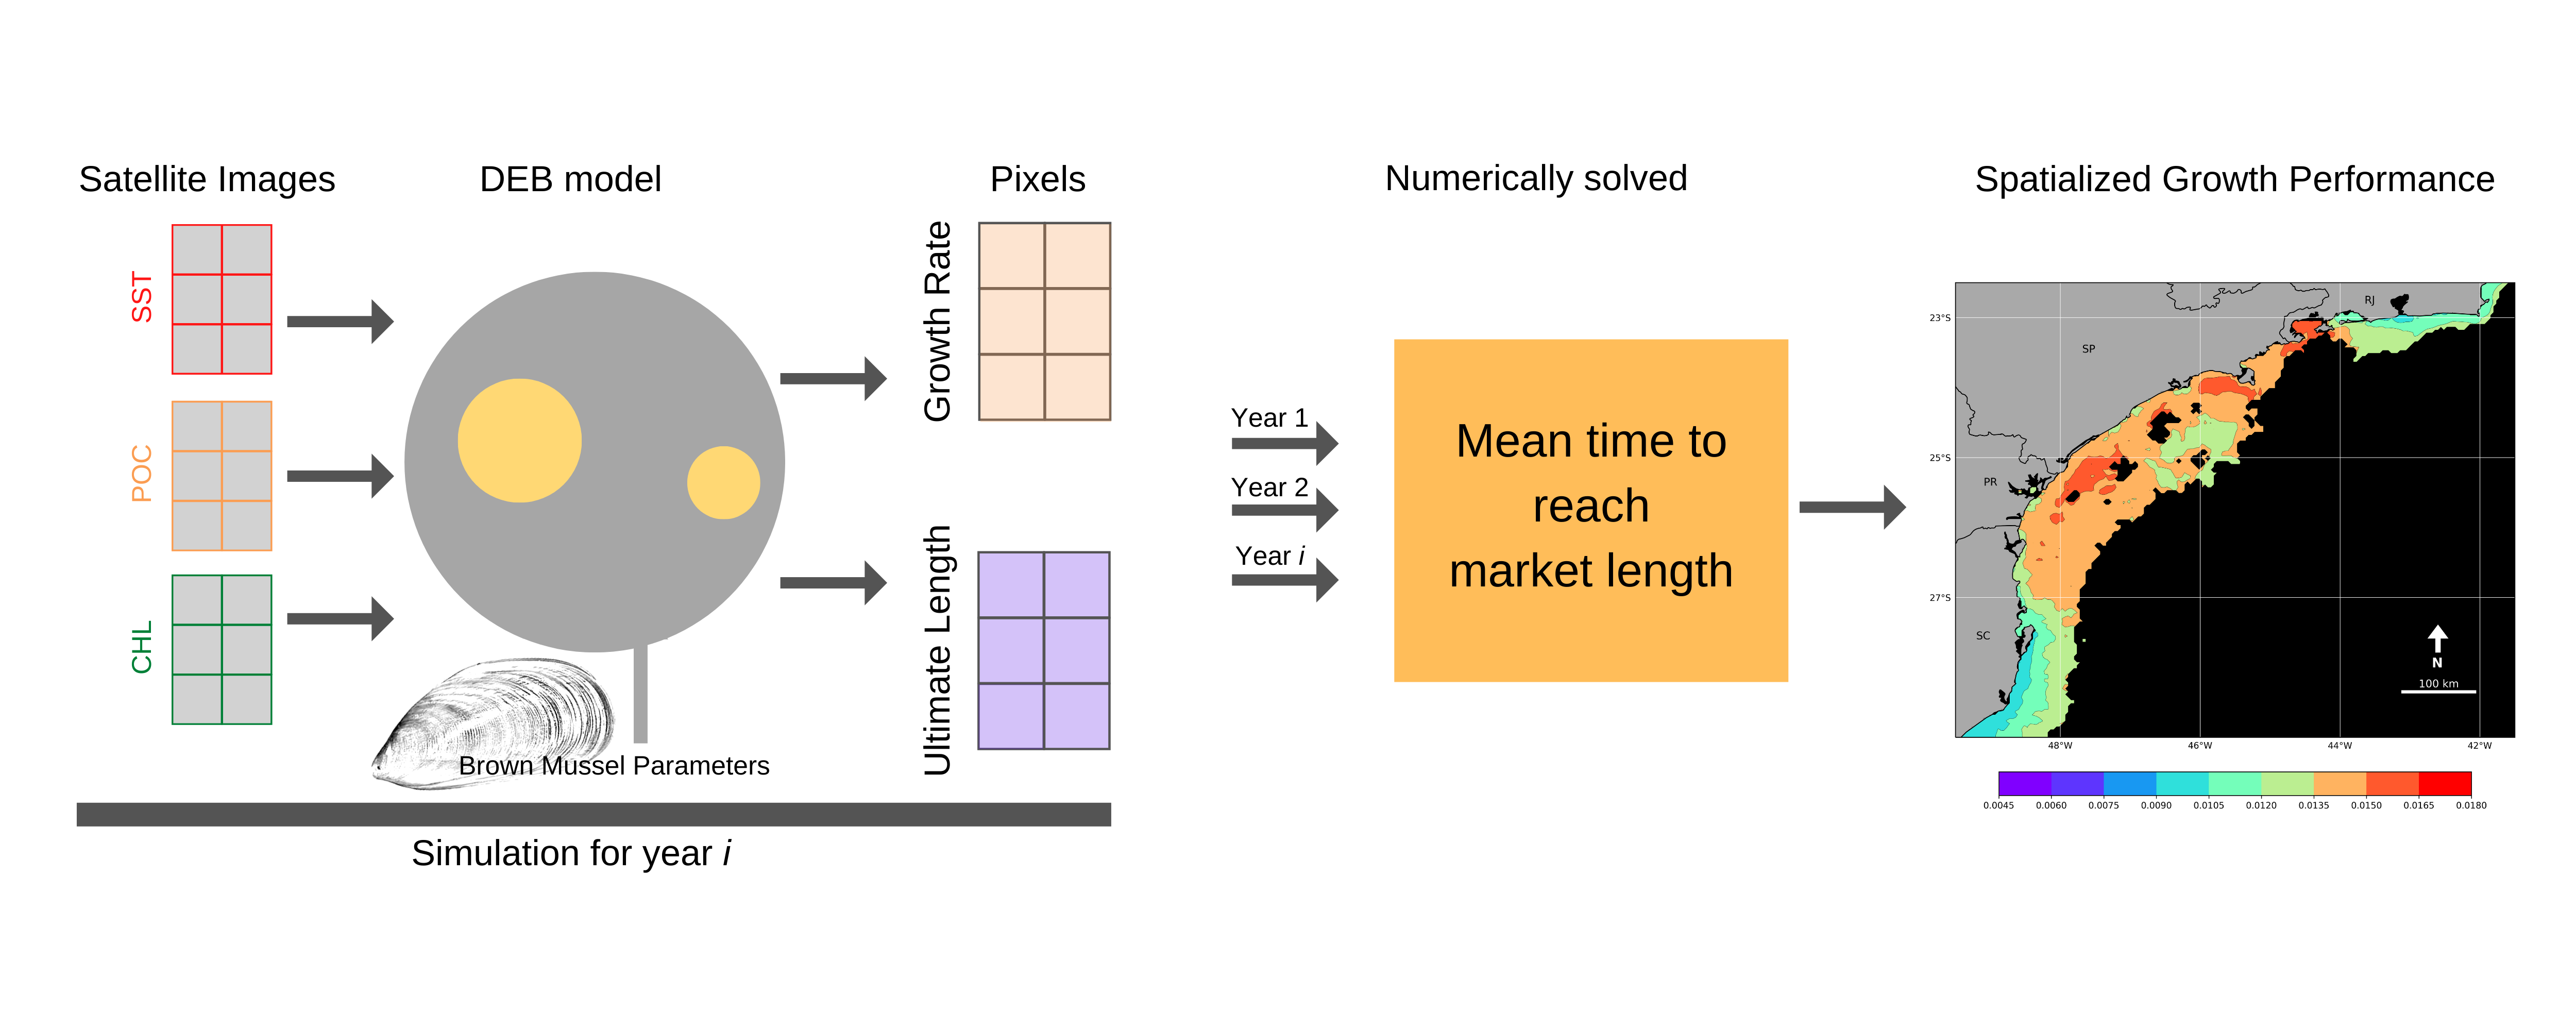 Satellite Images
DEB model
Pixels
Numerically solved
Spatialized Growth Performance
SST
POC
CHL
Brown Mussel Parameters
Growth Rate
Ultimate Length
Simulation for year i
Year 1
Year 2
Year i
Mean time to
reach
market length
RJ
SP
PR
SC
23°S
25°S
27°S
48°W 46°W 44°W 42°W
N
100 km
0.0045 0.0060 0.0075 0.0090 0.0105 0.0120 0.0135 0.0150 0.0165 0.0180